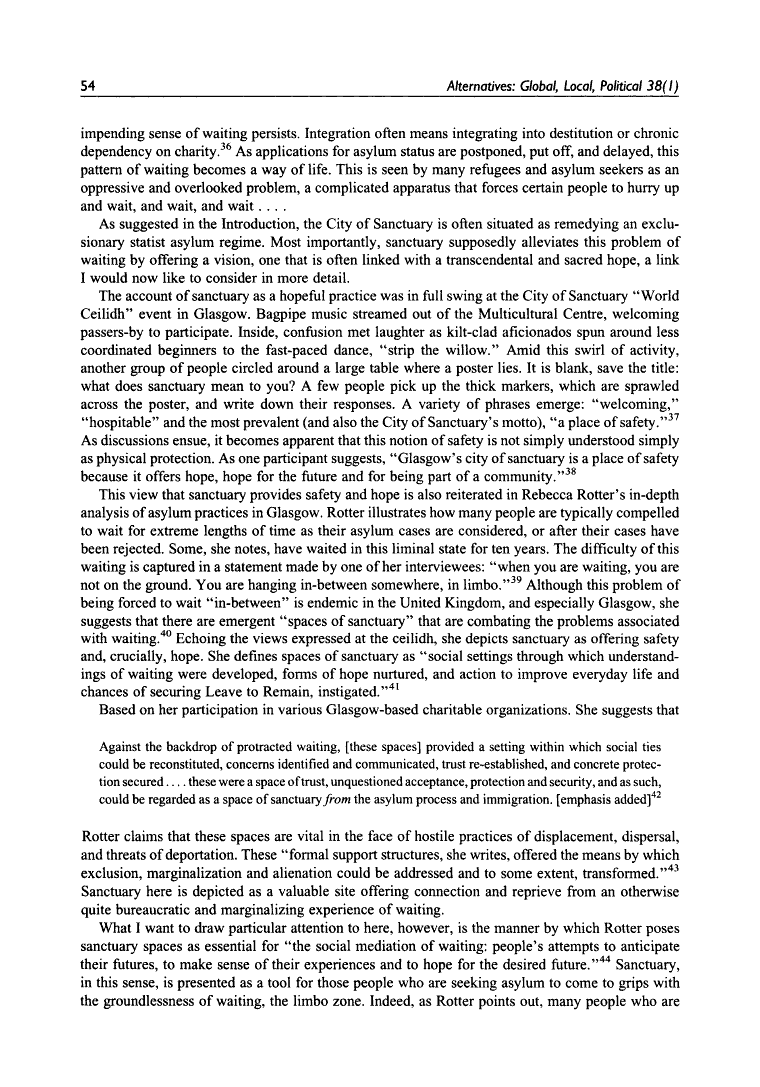 54
Alternatives: Global, Local, Political 38(1)
impending sense of waiting persists. Integration often means integrating into destitution or chronic
dependency on charity.36 As applications for asylum status are postponed, put off, and delayed, this
pattern of waiting becomes a way of life. This is seen by many refugees and asylum seekers as an
oppressive and overlooked problem, a complicated apparatus that forces certain people to hurry up
and wait, and wait, and wait . . . .
As suggested in the Introduction, the City of Sanctuary is often situated as remedying an exclu-
sionary statist asylum regime. Most importantly, sanctuary supposedly alleviates this problem of
waiting by offering a vision, one that is often linked with a transcendental and sacred hope, a link
I would now like to consider in more detail.
The account of sanctuary as a hopeful practice was in full swing at the City of Sanctuary "World
Ceilidh" event in Glasgow. Bagpipe music streamed out of the Multicultural Centre, welcoming
passers-by to participate. Inside, confusion met laughter as kilt-clad aficionados spun around less
coordinated beginners to the fast-paced dance, "strip the willow." Amid this swirl of activity,
another group of people circled around a large table where a poster lies. It is blank, save the title:
what does sanctuary mean to you? A few people pick up the thick markers, which are sprawled
across the poster, and write down their responses. A variety of phrases emerge: "welcoming,"
"hospitable" and the most prevalent (and also the City of Sanctuary's motto), "a place of safety."37
As discussions ensue, it becomes apparent that this notion of safety is not simply understood simply
as physical protection. As one participant suggests, "Glasgow's city of sanctuary is a place of safety
because it offers hope, hope for the future and for being part of a community."38
This view that sanctuary provides safety and hope is also reiterated in Rebecca Rotter's in-depth
analysis of asylum practices in Glasgow. Rotter illustrates how many people are typically compelled
to wait for extreme lengths of time as their asylum cases are considered, or after their cases have
been rejected. Some, she notes, have waited in this liminal state for ten years. The difficulty of this
waiting is captured in a statement made by one of her interviewees: "when you are waiting, you are
not on the ground. You are hanging in-between somewhere, in limbo."39 Although this problem of
being forced to wait "in-between" is endemic in the United Kingdom, and especially Glasgow, she
suggests that there are emergent "spaces of sanctuary" that are combating the problems associated
with waiting.40 Echoing the views expressed at the ceilidh, she depicts sanctuary as offering safety
and, crucially, hope. She defines spaces of sanctuary as "social settings through which understand-
ings of waiting were developed, forms of hope nurtured, and action to improve everyday life and
chances of securing Leave to Remain, instigated."41
Based on her participation in various Glasgow-based charitable organizations. She suggests that
Against the backdrop of protracted waiting, [these spaces] provided a setting within which social ties
could be reconstituted, concerns identified and communicated, trust re-established, and concrete protec-
tion secured . . . . these were a space of trust, unquestioned acceptance, protection and security, and as such,
could be regarded as a space of sanctuary from the asylum process and immigration. [emphasis added]42
Rotter claims that these spaces are vital in the face of hostile practices of displacement, dispersal,
and threats of deportation. These "formal support structures, she writes, offered the means by which
exclusion, marginalization and alienation could be addressed and to some extent, transformed."43
Sanctuary here is depicted as a valuable site offering connection and reprieve from an otherwise
quite bureaucratic and marginalizing experience of waiting.
What I want to draw particular attention to here, however, is the manner by which Rotter poses
sanctuary spaces as essential for "the social mediation of waiting: people's attempts to anticipate
their futures, to make sense of their experiences and to hope for the desired future."44 Sanctuary,
in this sense, is presented as a tool for those people who are seeking asylum to come to grips with
the groundlessness of waiting, the limbo zone. Indeed, as Rotter points out, many people who are